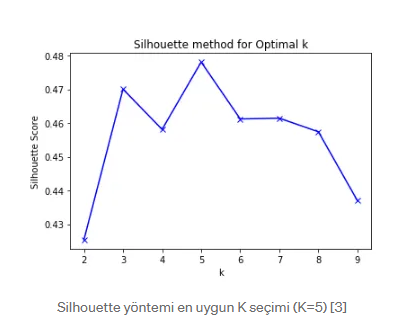 Silhouette method for Optimal k
0.48
0.47
0.46
0.45
0.44
0.43
Silhouette Score
2 3 4 5 6 7 8 9
k
Silhouette yöntemi en uygun K seçimi (K=5) [3]